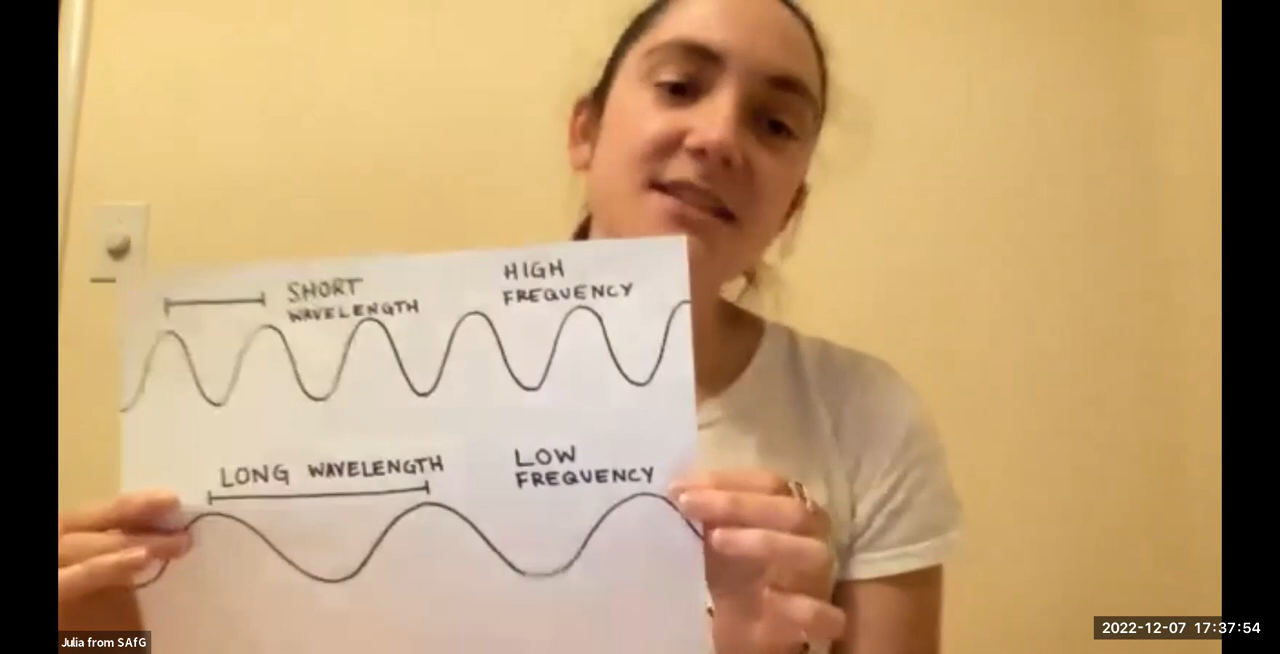 SHORT
WAVELENGTH
HIGH
FREQUENCY
LONG WAVELENGTH
LOW
FREQUENCY
Julia from SAfG
2022-12-07 17:37:54